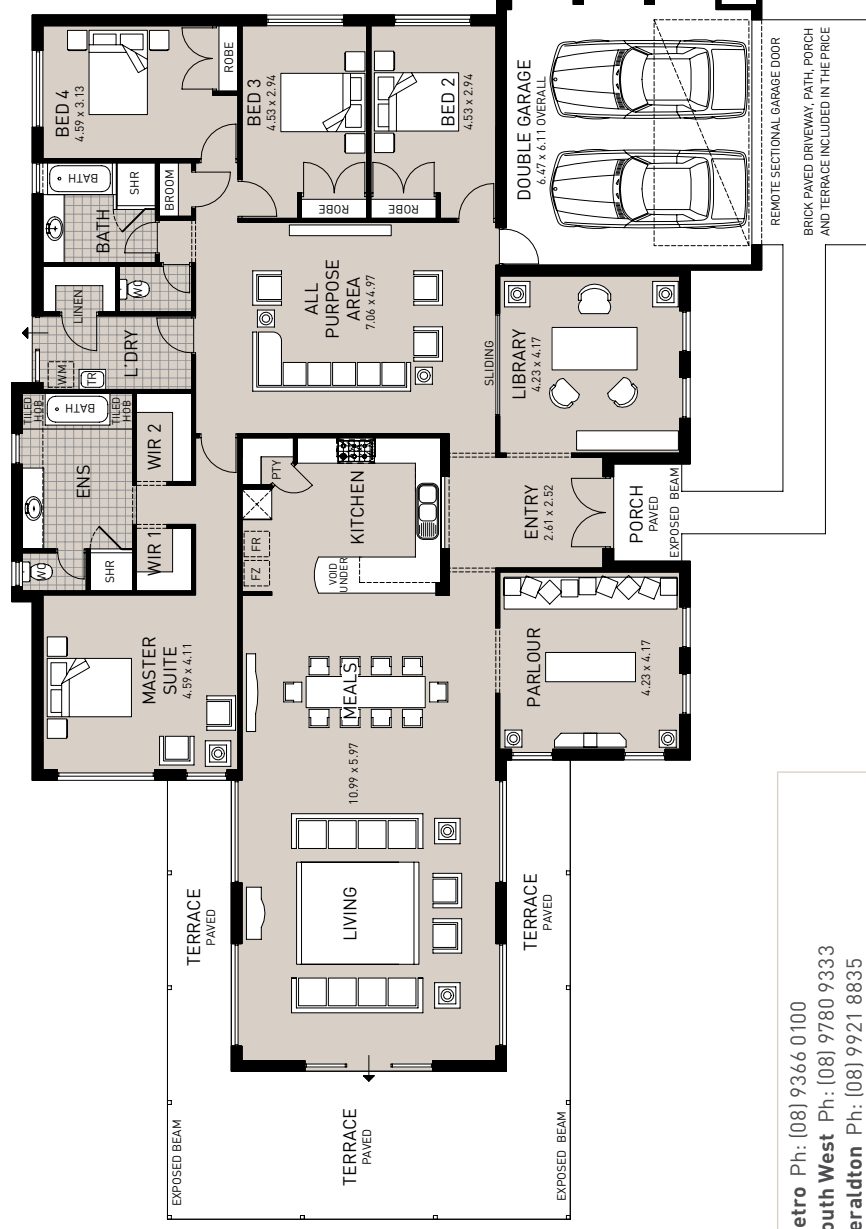 BED 4
4.59 x 3.13
ROBE
BED 3
4.53 x 2.94
ROBE
BED 2
4.53 x 2.94
ROBE
DOUBLE GARAGE
6.47 x 6.11 OVERALL
REMOTE SECTIONAL GARAGE DOOR
BRICK PAVED DRIVEWAY, PATH, PORCH
AND TERRACE INCLUDED IN THE PRICE
BATH
SHR
BROOM
BATH
WC
LINEN
L'DRY
WM
TR
ALL
PURPOSE
AREA
7.06 x 4.97
SLIDING
LIBRARY
4.23 x 4.17
TILED
HOB
BATH
TILED
HOB
ENS
WIR 2
WIR 1
WC
SHR
PTY
KITCHEN
FR
FZ
VOID
UNDER
ENTRY
2.61 x 2.52
PORCH
PAVED
EXPOSED BEAM
MASTER
SUITE
4.59 x 4.11
MEALS
10.99 x 5.97
PARLOUR
4.23 x 4.17
LIVING
TERRACE
PAVED
TERRACE
PAVED
TERRACE
PAVED
EXPOSED BEAM
EXPOSED BEAM
etro Ph: (08) 9366 0100
outh West Ph: (08) 9780 9333
eraldton Ph: (08) 9921 8835